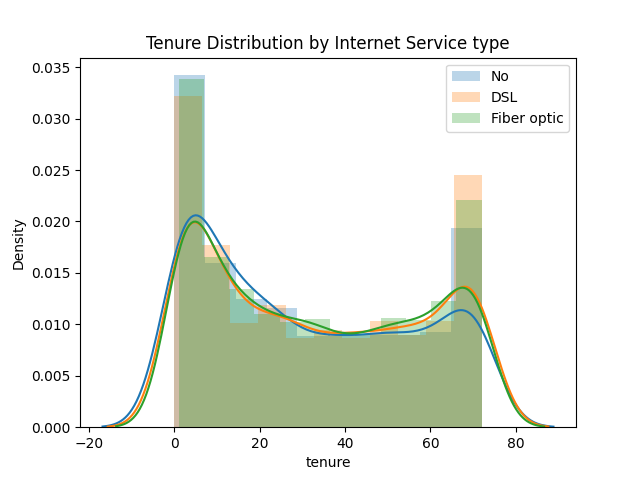 Tenure Distribution by Internet Service type
No
DSL
Fiber optic
Density
0.035
0.030
0.025
0.020
0.015
0.010
0.005
0.000
−20
0
20
40
60
80
tenure